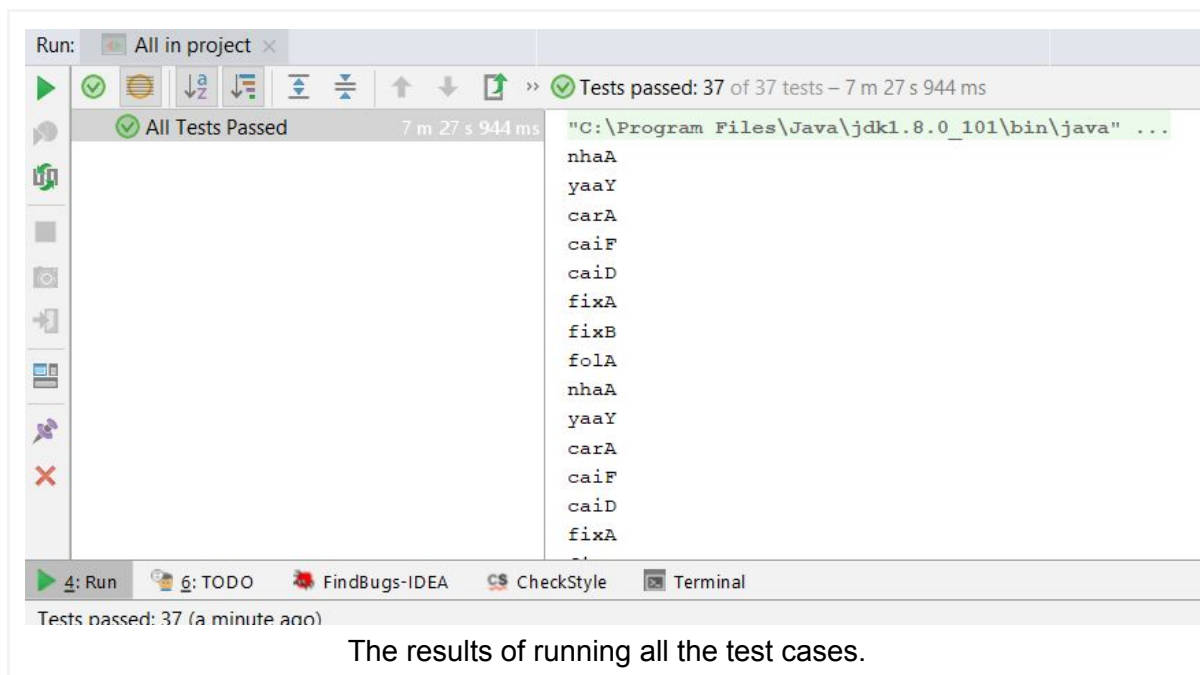 Run: All in project
Tests passed: 37 of 37 tests – 7 m 27 s 944 ms
All Tests Passed 7 m 27 s 944 ms
"C:\Program Files\Java\jdk1.8.0_101\bin\java" ...
nhaA
yaaY
carA
caiF
caiD
fixA
fixB
folA
nhaA
yaaY
carA
caiF
caiD
fixA
4: Run 6: TODO FindBugs-IDEA CheckStyle Terminal
Tests passed: 37 (a minute ago)
The results of running all the test cases.